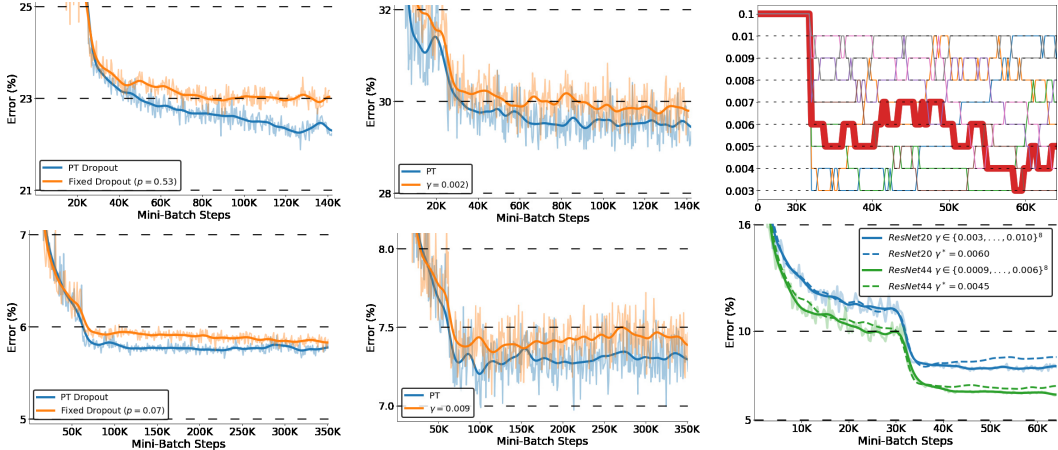 25
23
21
Error (%)
PT Dropout
Fixed Dropout (p = 0.53)
20K 40K 60K 80K 100K 120K 140K
Mini-Batch Steps
32
30
28
Error (%)
PT
γ = 0.002)
20K 40K 60K 80K 100K 120K 140K
Mini-Batch Steps
0.1
0.01
0.009
0.008
0.007
0.006
0.005
0.004
0.003
0 30K 40K 50K 60K
7
6
5
Error (%)
PT Dropout
Fixed Dropout (p = 0.07)
50K 100K 150K 200K 250K 300K 350K
Mini-Batch Steps
8.0
7.5
7.0
Error (%)
PT
γ = 0.009
50K 100K 150K 200K 250K 300K 350K
Mini-Batch Steps
16
10
5
Error (%)
ResNet20 γ ∈ {0.003, . . . , 0.010}⁸
ResNet20 γ* = 0.0060
ResNet44 γ ∈ {0.0009, . . . , 0.006}⁸
ResNet44 γ* = 0.0045
10K 20K 30K 40K 50K 60K
Mini-Batch Steps